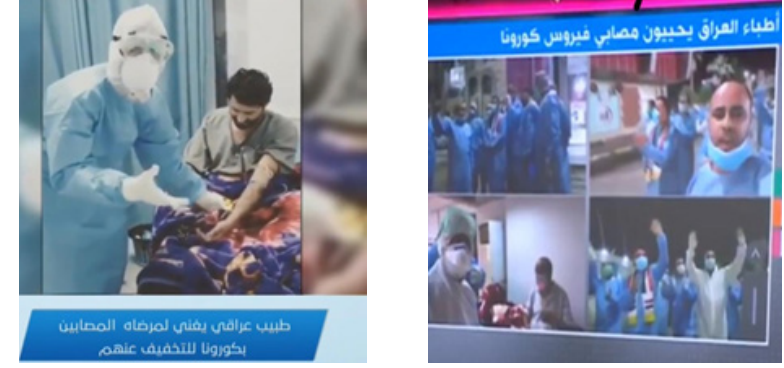 طبيب عراقي يغني لمرضاه المصابين
بكورونا للتخفيف عنهم
أطباء العراق يحييون مصابي فيروس كورونا